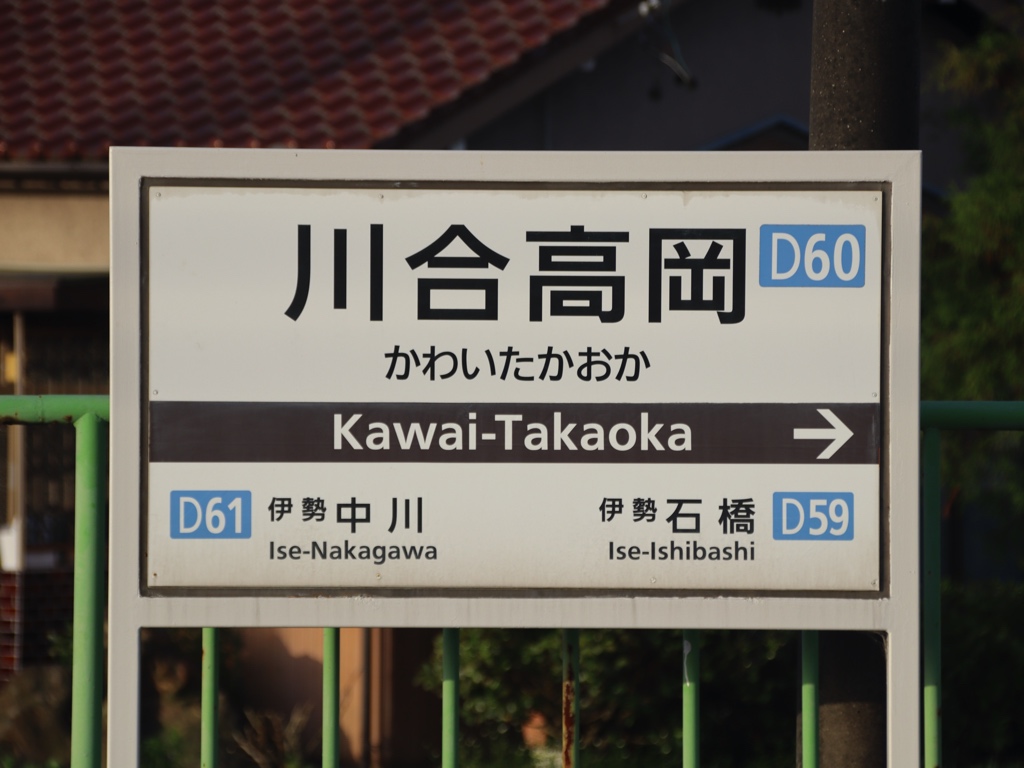 川合高岡 D60
かわいたかおか
Kawai-Takaoka →
D61 伊勢中川 伊勢石橋 D59
Ise-Nakagawa Ise-Ishibashi